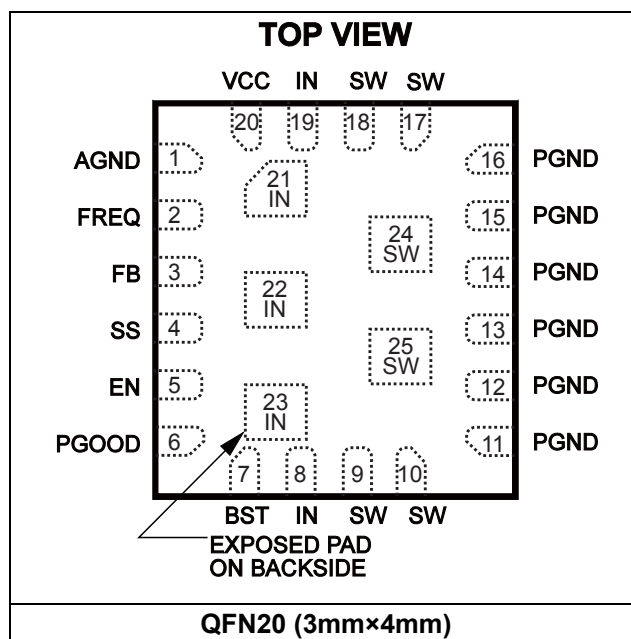 TOP VIEW
VCC IN SW SW
20 19 18 17
AGND 1 16 PGND
21
IN
FREQ 2 15 PGND
24
SW
FB 3 14 PGND
22
IN
SS 4 13 PGND
25
SW
EN 5 12 PGND
23
IN
PGOOD 6 11 PGND
7 8 9 10
BST IN SW SW
EXPOSED PAD
ON BACKSIDE
QFN20 (3mm×4mm)